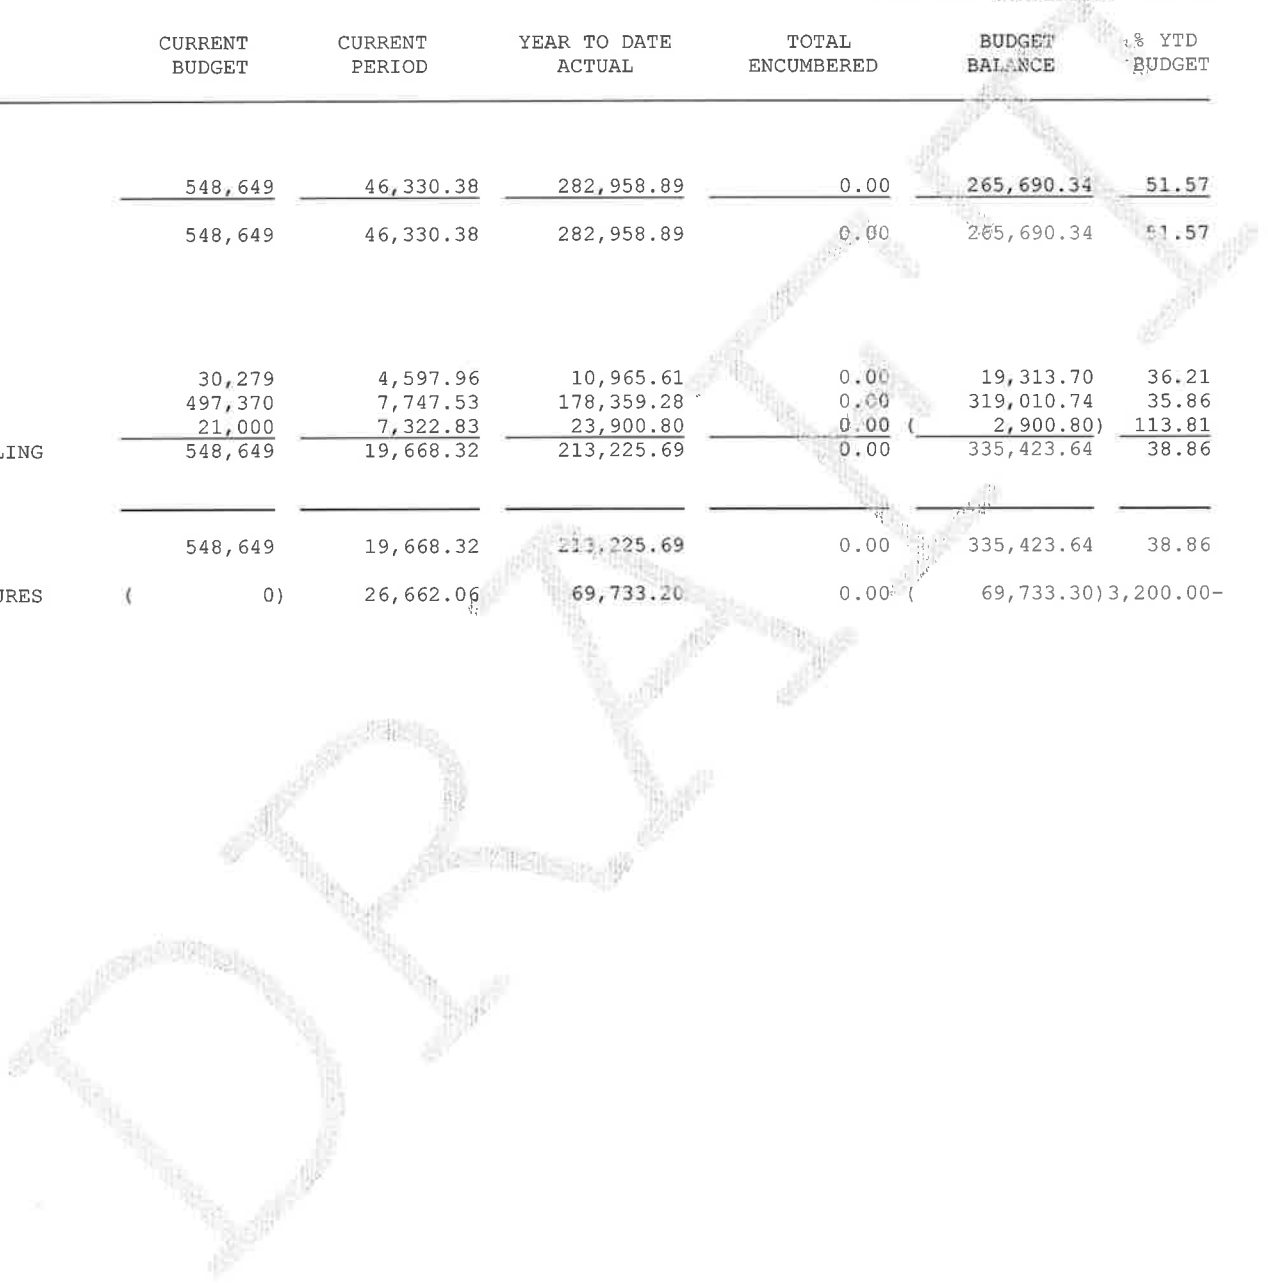 CURRENT CURRENT YEAR TO DATE TOTAL BUDGET % YTD
BUDGET PERIOD ACTUAL ENCUMBERED BALANCE BUDGET
548,649 46,330.38 282,958.89 0.00 265,690.34 51.57
548,649 46,330.38 282,958.89 0.00 265,690.34 51.57
30,279 4,597.96 10,965.61 0.00 19,313.70 36.21
497,370 7,747.53 178,359.28 0.00 319,010.74 35.86
21,000 7,322.83 23,900.80 0.00 ( 2,900.80) 113.81
LING 548,649 19,668.32 213,225.69 0.00 335,423.64 38.86
548,649 19,668.32 213,225.69 0.00 335,423.64 38.86
URES ( 0) 26,662.06 69,733.20 0.00 ( 69,733.30)3,200.00-
DRAFT